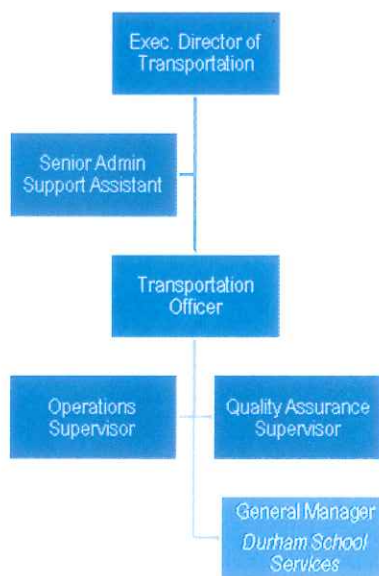 Exec. Director of
Transportation
Senior Admin
Support Assistant
Transportation
Officer
Operations
Supervisor
Quality Assurance
Supervisor
General Manager
Durham School
Services